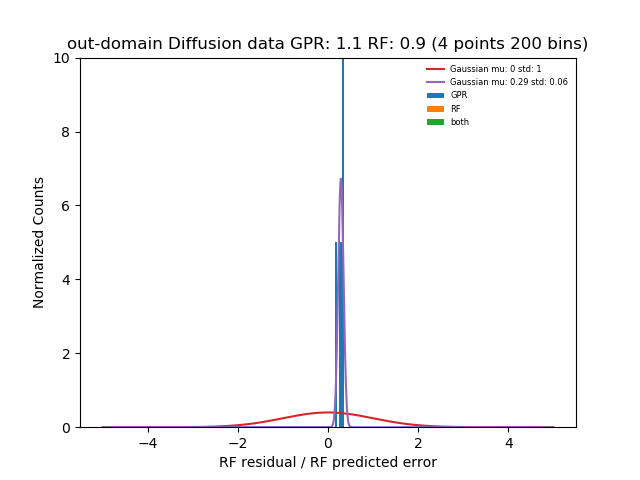 out-domain Diffusion data GPR: 1.1 RF: 0.9 (4 points 200 bins)
Gaussian mu: 0 std: 1
Gaussian mu: 0.29 std: 0.06
GPR
RF
both
Normalized Counts
10
8
6
4
2
0
−4
−2
0
2
4
RF residual / RF predicted error